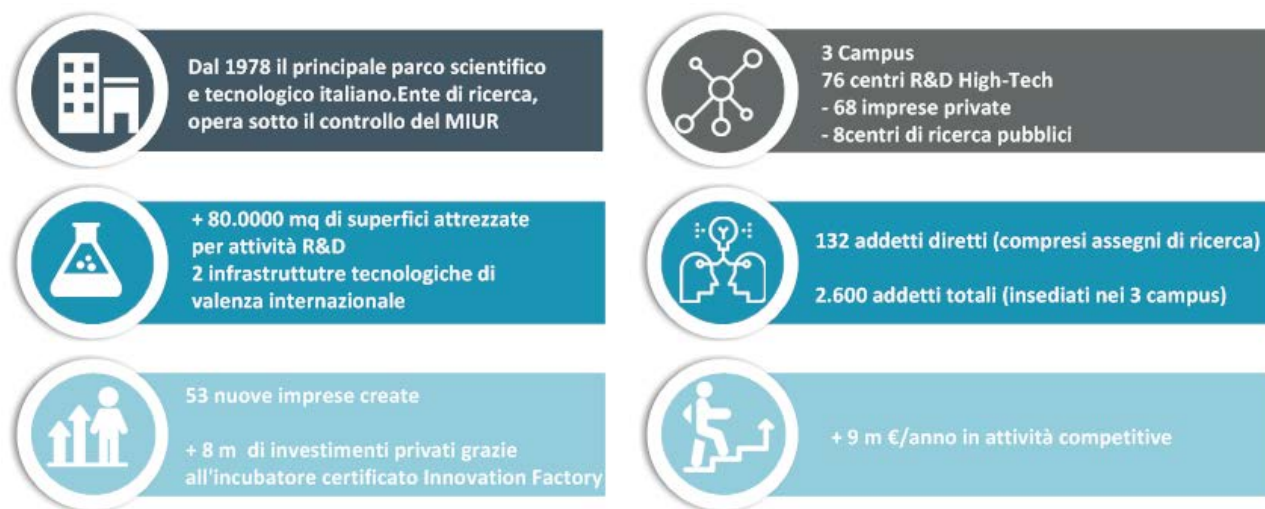 Dal 1978 il principale parco scientifico
e tecnologico italiano.Ente di ricerca,
opera sotto il controllo del MIUR
3 Campus
76 centri R&D High-Tech
- 68 imprese private
- 8centri di ricerca pubblici
+ 80.0000 mq di superfici attrezzate
per attività R&D
2 infrastruttutre tecnologiche di
valenza internazionale
132 addetti diretti (compresi assegni di ricerca)
2.600 addetti totali (insediati nei 3 campus)
53 nuove imprese create
+ 8 m  di investimenti privati grazie
all'incubatore certificato Innovation Factory
+ 9 m €/anno in attività competitive